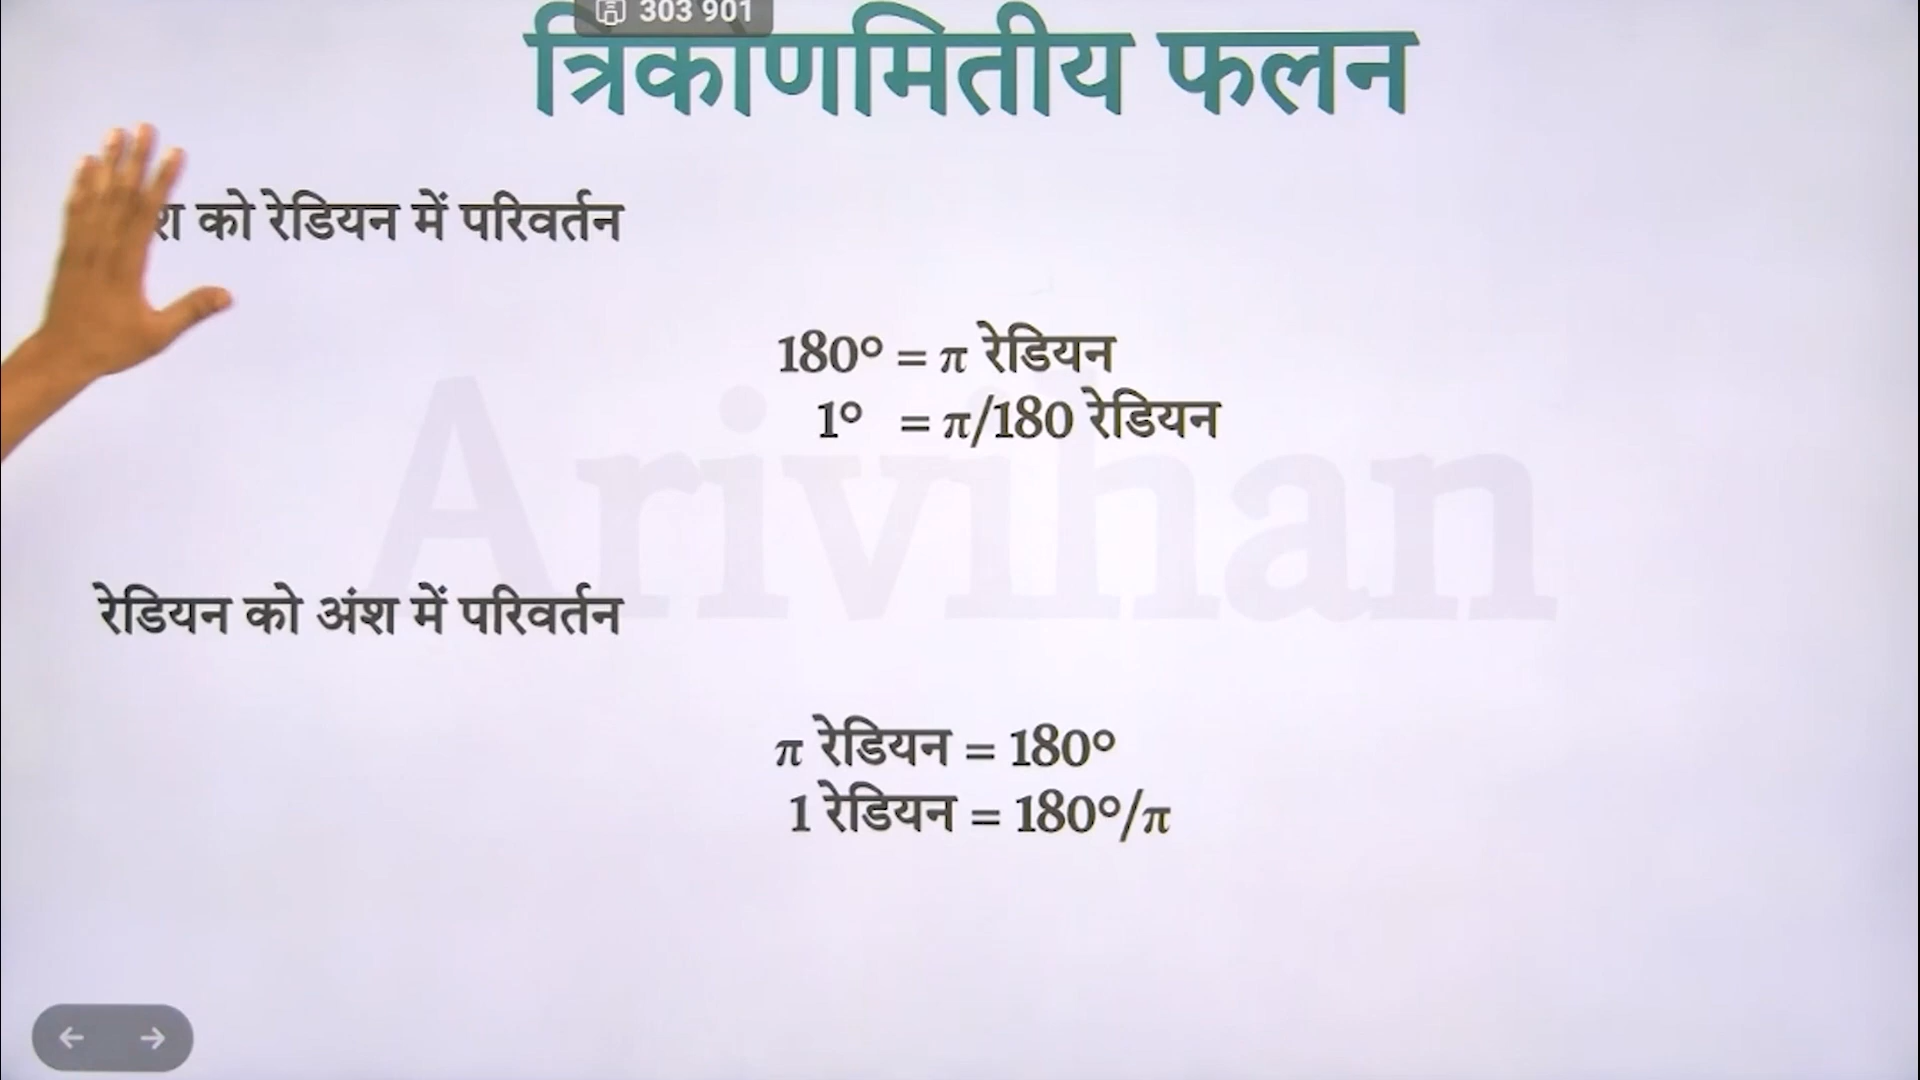 303 901
त्रिकोणमितीय फलन
को रेडियन में परिवर्तन
180° = π रेडियन
1° = π/180 रेडियन
Arivihan
रेडियन को अंश में परिवर्तन
π रेडियन = 180°
1 रेडियन = 180°/π